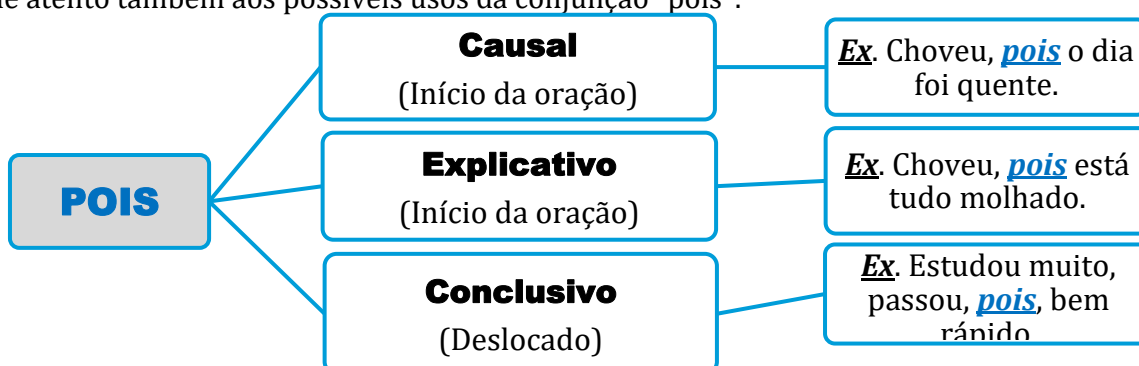 atento também aos possíveis usos da conjunção "pois".
Causal
(Início da oração)
Ex. Choveu, pois o dia
foi quente.
POIS
Explicativo
(Início da oração)
Ex. Choveu, pois está
tudo molhado.
Conclusivo
(Deslocado)
Ex. Estudou muito,
passou, pois, bem
rápido